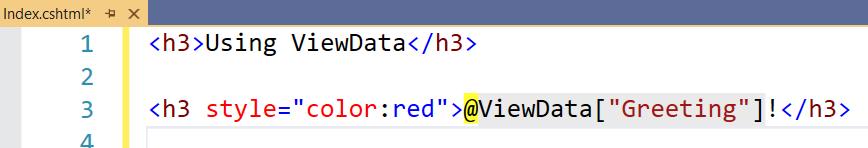 Index.cshtml*
1 <h3>Using ViewData</h3>
2
3 <h3 style="color:red">@ViewData["Greeting"]!</h3>
4